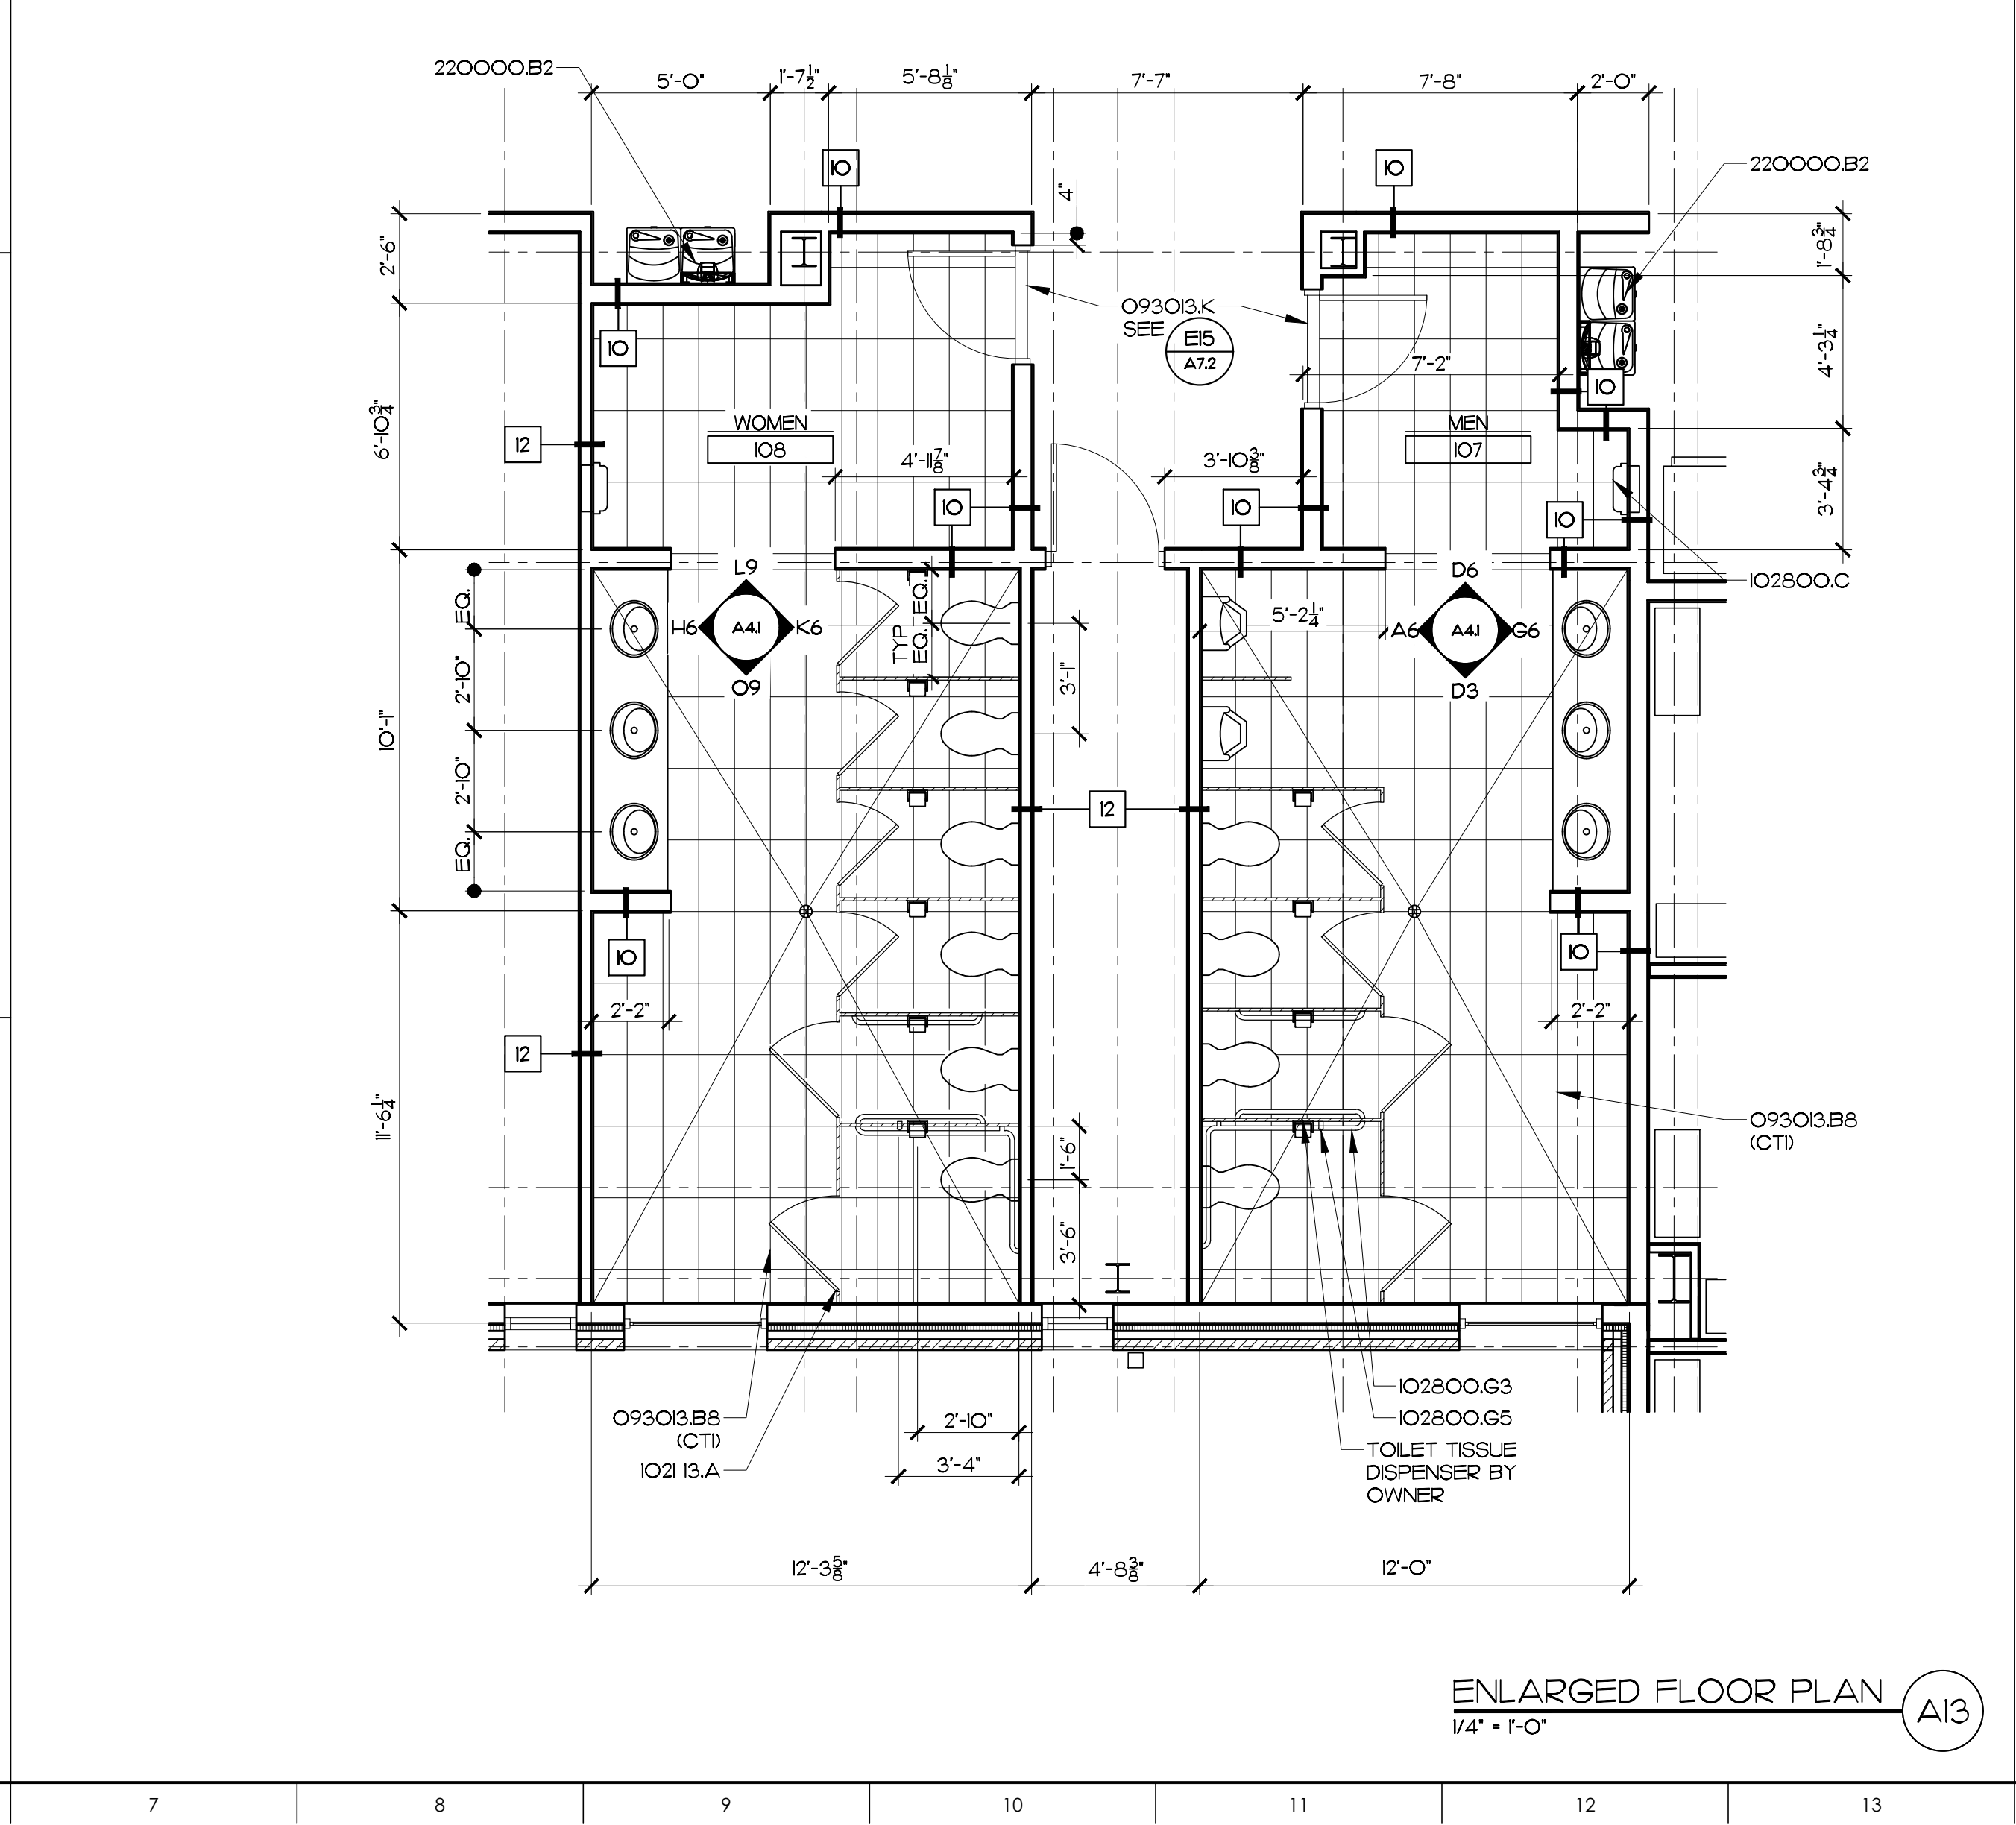 220000.B2
5'-0"
1'-7 1/2"
5'-8 1/8"
7'-7"
7'-8"
2'-0"
10
10
220000.B2
4"
2'-6"
1'-8 3/4"
093013.K
SEE
E15
A7.2
10
4'-3 1/4"
7'-2"
10
6'-10 3/4"
12
WOMEN
108
MEN
107
4'-11 7/8"
3'-10 3/8"
10
10
10
3'-4 3/4"
L9
H6
A4.1
K6
O9
D6
A6
A4.1
G6
D3
102800.C
EQ.
TYP
EQ.
EQ.
5'-2 1/4"
2'-10"
3'-1"
10'-1"
2'-10"
12
EQ.
10
10
2'-2"
2'-2"
12
11'-6 1/4"
093013.B8
(CT1)
1'-6"
3'-6"
102800.G3
093013.B8
(CT1)
2'-10"
102800.G5
102113.A
3'-4"
TOILET TISSUE
DISPENSER BY
OWNER
12'-3 5/8"
4'-8 3/8"
12'-0"
ENLARGED FLOOR PLAN
A13
1/4" = 1'-0"
7
8
9
10
11
12
13